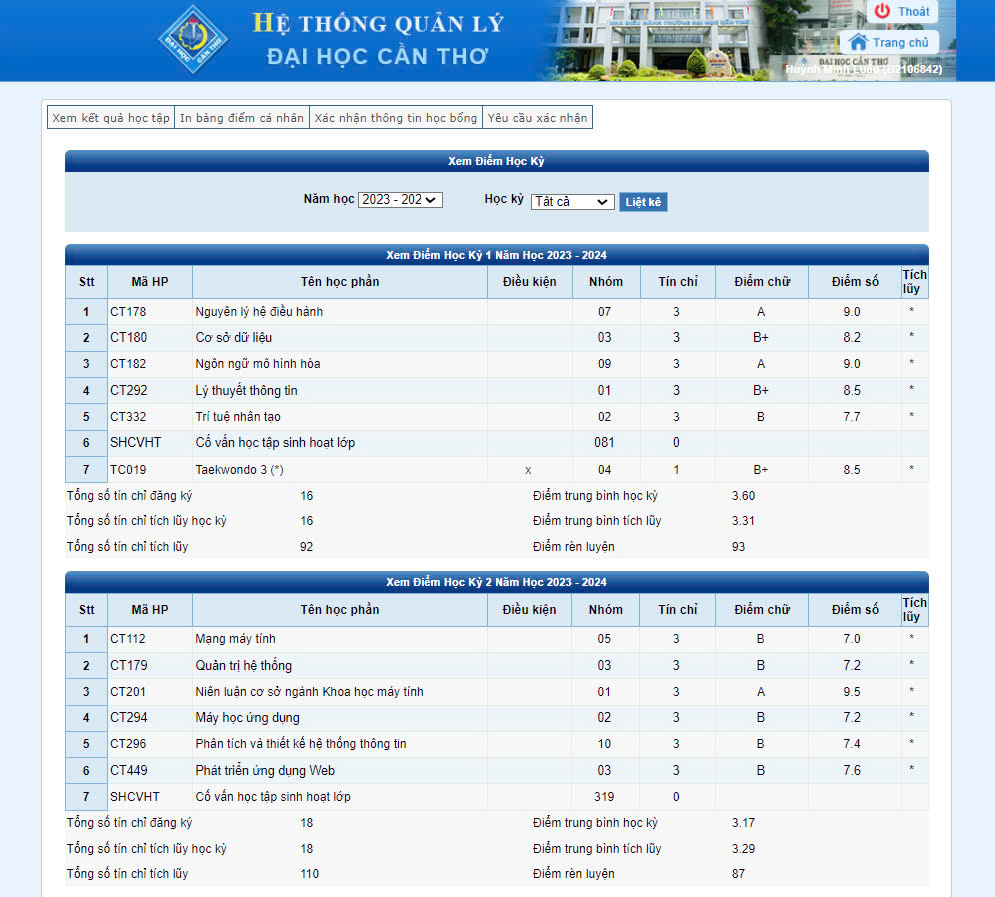 HỆ THỐNG QUẢN LÝ
ĐẠI HỌC CẦN THƠ
ĐẠI HỌC CẦN THƠ
Thoát
Trang chủ
ĐẠI HỌC CẦN THƠ
(B2106842)
Xem kết quả học tập In bảng điểm cá nhân Xác nhận thông tin học bổng Yêu cầu xác nhận
Xem Điểm Học Kỳ
Năm học 2023 - 202 Học kỳ Tất cả Liệt kê
Xem Điểm Học Kỳ 1 Năm Học 2023 - 2024
Stt Mã HP Tên học phần Điều kiện Nhóm Tín chỉ Điểm chữ Điểm số Tích lũy
1 CT178 Nguyên lý hệ điều hành 07 3 A 9.0 *
2 CT180 Cơ sở dữ liệu 03 3 B+ 8.2 *
3 CT182 Ngôn ngữ mô hình hóa 09 3 A 9.0 *
4 CT292 Lý thuyết thông tin 01 3 B+ 8.5 *
5 CT332 Trí tuệ nhân tạo 02 3 B 7.7 *
6 SHCVHT Cố vấn học tập sinh hoạt lớp 081 0
7 TC019 Taekwondo 3 (*) x 04 1 B+ 8.5 *
Tổng số tín chỉ đăng ký 16 Điểm trung bình học kỳ 3.60
Tổng số tín chỉ tích lũy học kỳ 16 Điểm trung bình tích lũy 3.31
Tổng số tín chỉ tích lũy 92 Điểm rèn luyện 93
Xem Điểm Học Kỳ 2 Năm Học 2023 - 2024
Stt Mã HP Tên học phần Điều kiện Nhóm Tín chỉ Điểm chữ Điểm số Tích lũy
1 CT112 Mạng máy tính 05 3 B 7.0 *
2 CT179 Quản trị hệ thống 03 3 B 7.2 *
3 CT201 Niên luận cơ sở ngành Khoa học máy tính 01 3 A 9.5 *
4 CT294 Máy học ứng dụng 02 3 B 7.2 *
5 CT296 Phân tích và thiết kế hệ thống thông tin 10 3 B 7.4 *
6 CT449 Phát triển ứng dụng Web 03 3 B 7.6 *
7 SHCVHT Cố vấn học tập sinh hoạt lớp 319 0
Tổng số tín chỉ đăng ký 18 Điểm trung bình học kỳ 3.17
Tổng số tín chỉ tích lũy học kỳ 18 Điểm trung bình tích lũy 3.29
Tổng số tín chỉ tích lũy 110 Điểm rèn luyện 87